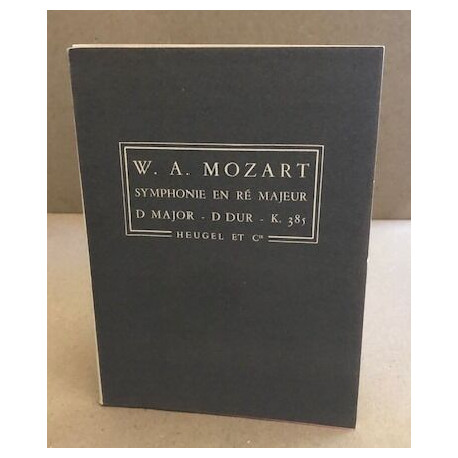 W. A. MOZART
SYMPHONIE EN RÉ MAJEUR
D MAJOR - D DUR - K. 385
HEUGEL ET Cie